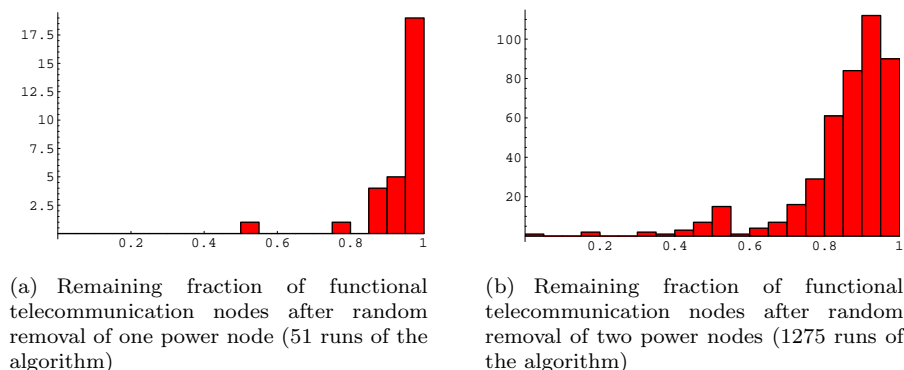 17.5
15
12.5
10
7.5
5
2.5
0.2 0.4 0.6 0.8 1
100
80
60
40
20
0.2 0.4 0.6 0.8 1
(a) Remaining fraction of functional
telecommunication nodes after random
removal of one power node (51 runs of the
algorithm)
(b) Remaining fraction of functional
telecommunication nodes after random
removal of two power nodes (1275 runs of
the algorithm)